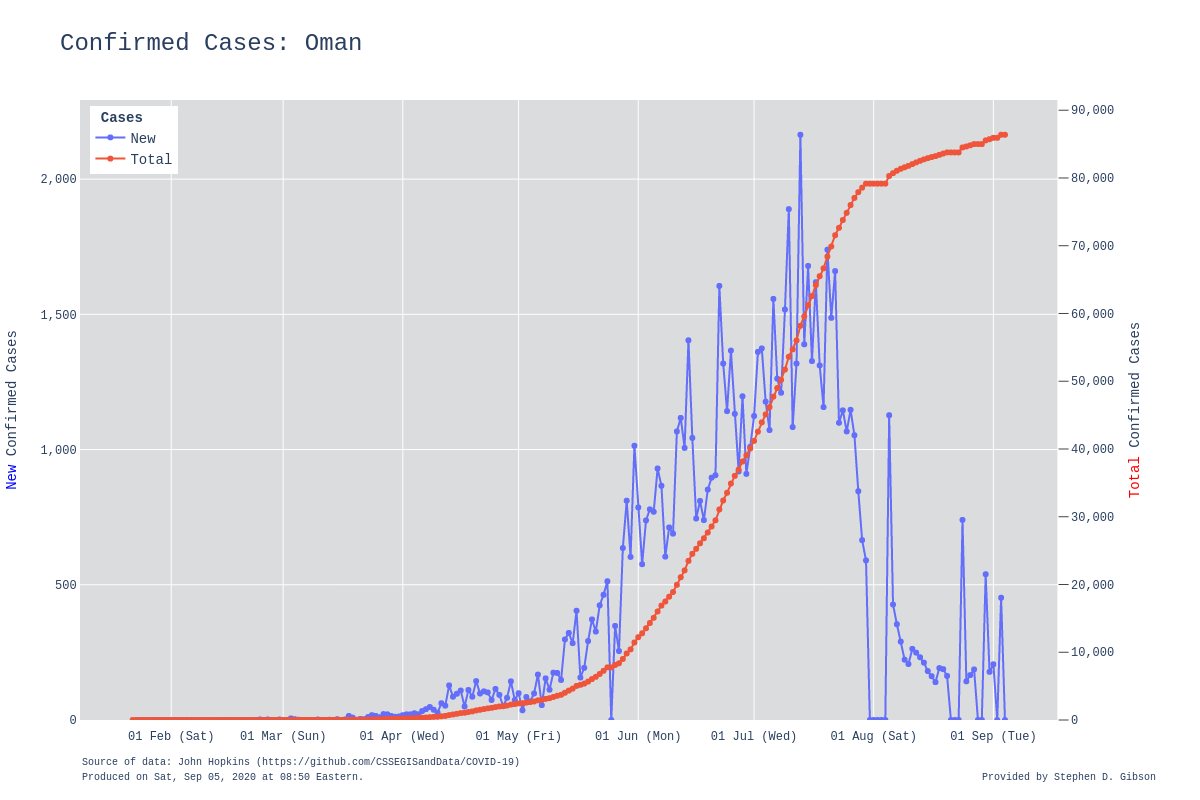 Confirmed Cases: Oman
Cases
New
Total
2,000
1,500
1,000
500
0
90,000
80,000
70,000
60,000
50,000
40,000
30,000
20,000
10,000
0
New Confirmed Cases
Total Confirmed Cases
01 Feb (Sat)
01 Mar (Sun)
01 Apr (Wed)
01 May (Fri)
01 Jun (Mon)
01 Jul (Wed)
01 Aug (Sat)
01 Sep (Tue)
Source of data: John Hopkins (https://github.com/CSSEGISandData/COVID-19)
Produced on Sat, Sep 05, 2020 at 08:50 Eastern.
Provided by Stephen D. Gibson